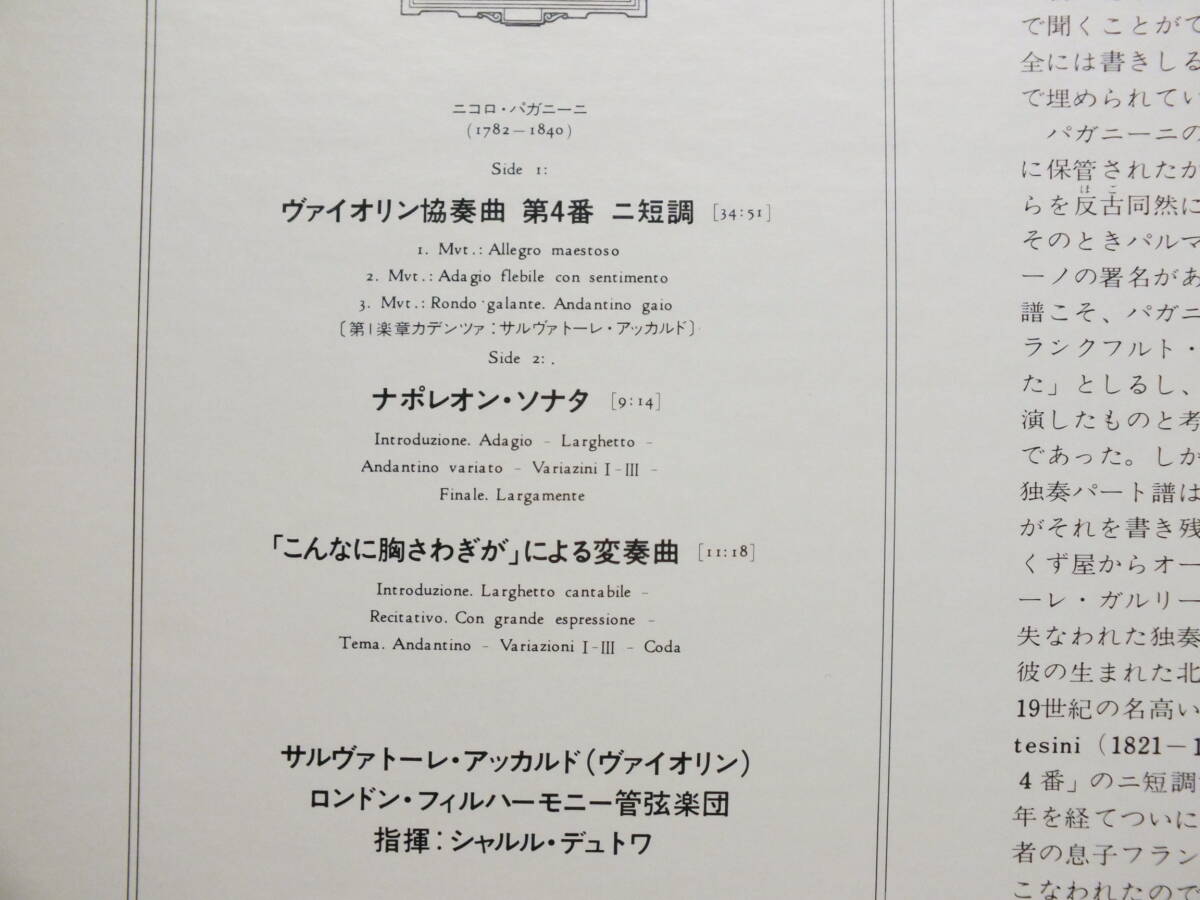 ニコロ・パガニーニ
(1782—1840)
Side 1:
ヴァイオリン協奏曲 第4番 ニ短調 [34:51]
1. Mvt.: Allegro maestoso
2. Mvt.: Adagio flebile con sentimento
3. Mvt.: Rondo galante. Andantino gaio
〔第1楽章カデンツァ：サルヴァトーレ・アッカルド〕
Side 2:.
ナポレオン・ソナタ [9:14]
Introduzione. Adagio – Larghetto –
Andantino variato – Variazini I–III –
Finale. Largamente
「こんなに胸さわぎが」による変奏曲 [11:18]
Introduzione. Larghetto cantabile –
Recitativo. Con grande espressione –
Tema. Andantino – Variazioni I–III – Coda
サルヴァトーレ・アッカルド（ヴァイオリン）
ロンドン・フィルハーモニー管弦楽団
指揮：シャルル・デュトワ
で聞くことがで
全には書きしる
で埋められてい
パガニーニの
に保管されたか
らを反古同然に
そのときパルマ
ーノの署名があ
譜こそ、パガニ
ランクフルト・
た」としるし、
演したものと考
であった。しか
独奏パート譜は
がそれを書き残
くず屋からオー
ーレ・ガルリー
失なわれた独奏
彼の生まれた北
19世紀の名高い
tesini（1821－1
4番」のニ短調
年を経てついに
者の息子フラン
こなわれたので